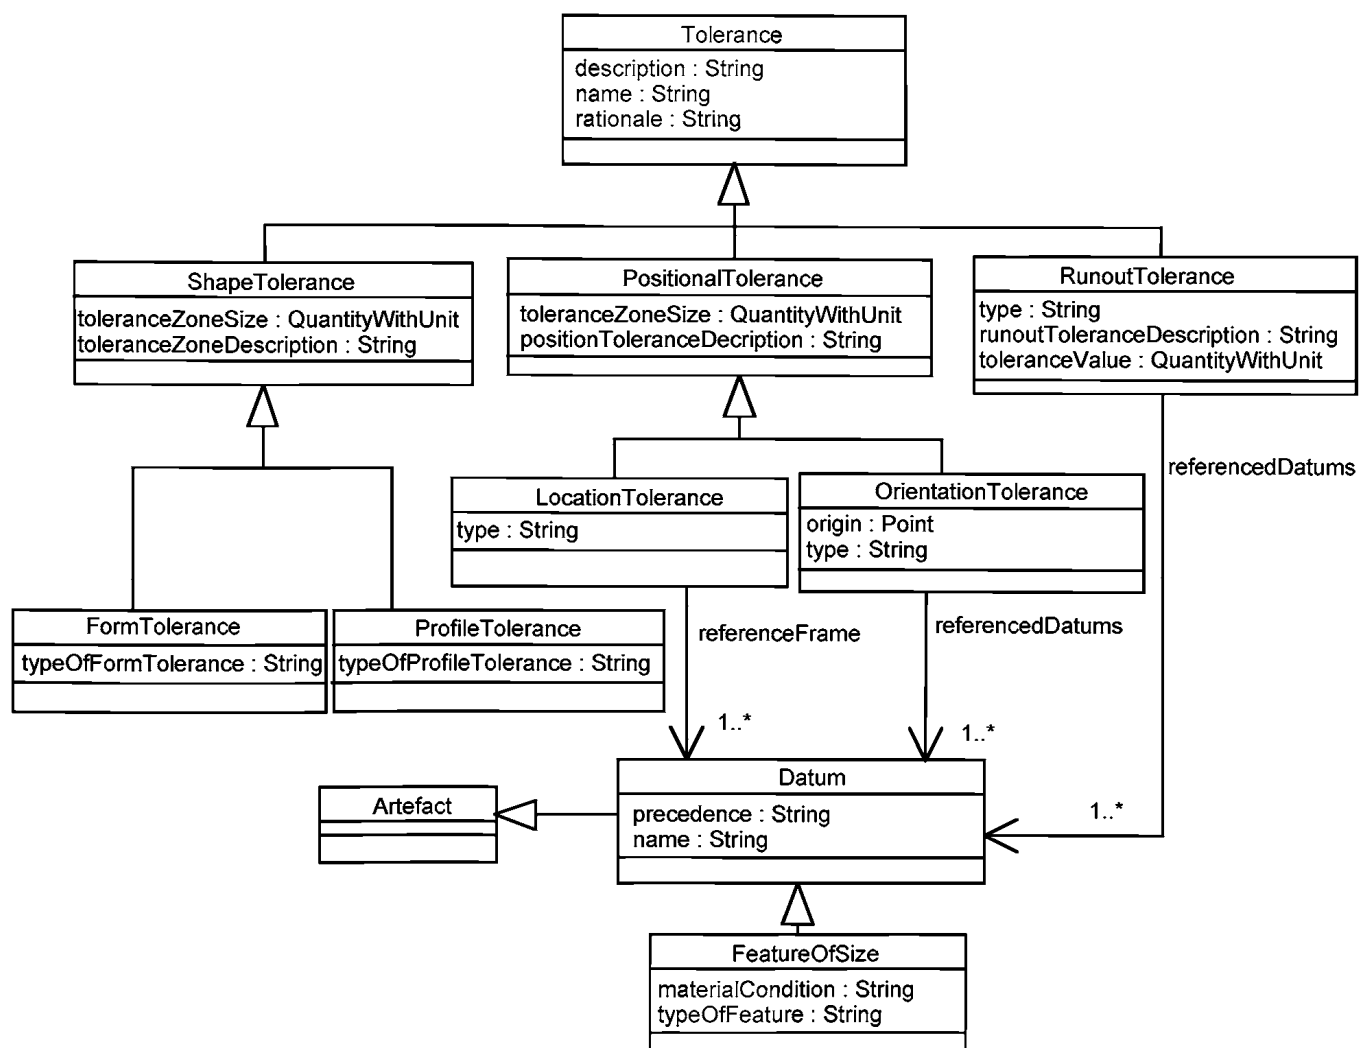 Tolerance
description : String
name : String
rationale : String
ShapeTolerance
toleranceZoneSize : QuantityWithUnit
toleranceZoneDescription : String
PositionalTolerance
toleranceZoneSize : QuantityWithUnit
positionToleranceDecription : String
RunoutTolerance
type : String
runoutToleranceDescription : String
toleranceValue : QuantityWithUnit
referencedDatums
LocationTolerance
type : String
OrientationTolerance
origin : Point
type : String
FormTolerance
typeOfFormTolerance : String
ProfileTolerance
typeOfProfileTolerance : String
referenceFrame
referencedDatums
1..*
1..*
1..*
Artefact
Datum
precedence : String
name : String
FeatureOfSize
materialCondition : String
typeOfFeature : String